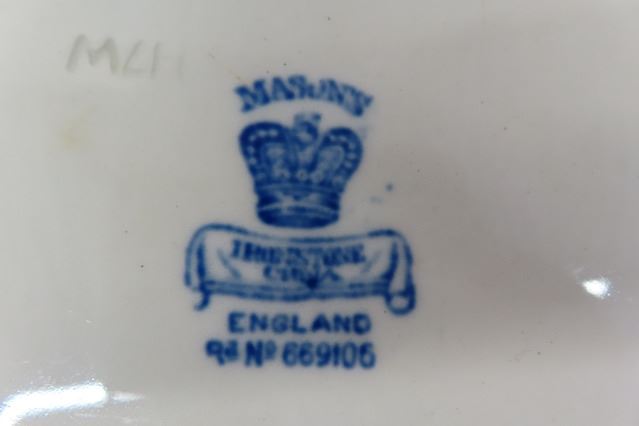 MASON'S
IRONSTONE
CHINA
ENGLAND
Rd No 669106